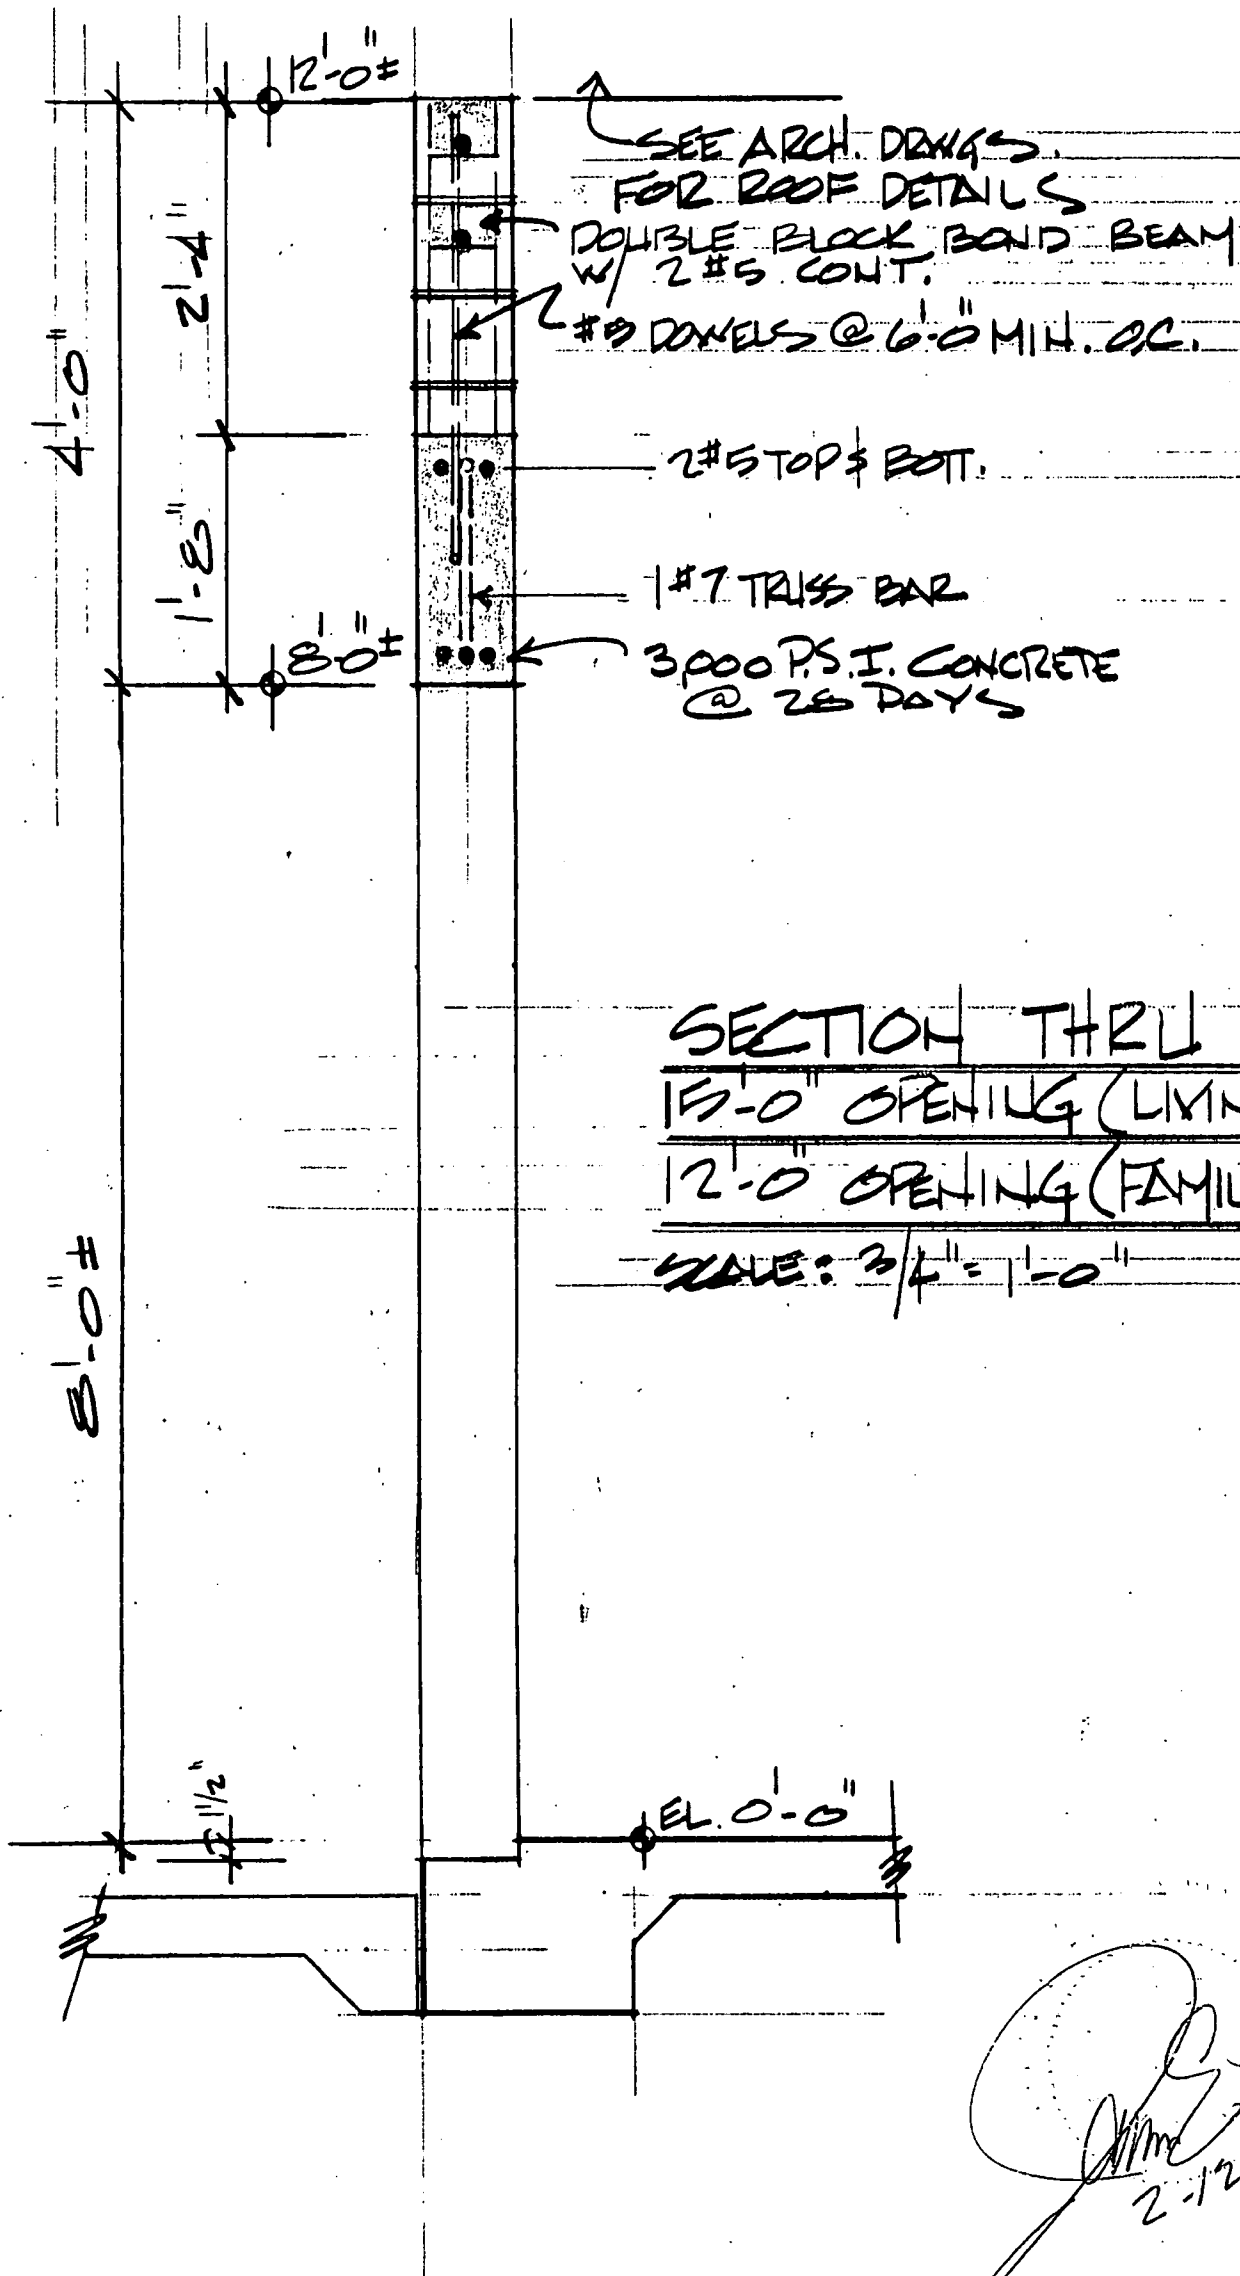 12'-0"±
SEE ARCH. DRWGS.
FOR ROOF DETAILS
DOUBLE BLOCK BOND BEAM
W/ 2 #5 CONT.
DOWELS @ 6'-0" MIN. O.C.
2'-4"
4'-0"
2#5 TOP & BOTT.
1'-8"
1#7 TRUSS BAR
8'-0"±
3,000 P.S.I. CONCRETE
@ 28 DAYS
SECTION THRU
15'-0" OPENING (LIVIN
12'-0" OPENING (FAMIL
SCALE: 3/4" = 1'-0"
8'-0"±
1 1/2"
EL. 0'-0"
2-12